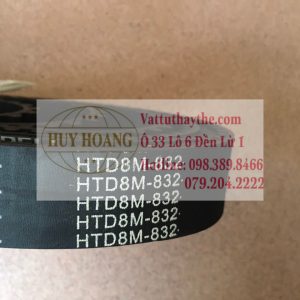 Vattuthaythe.com
Ô 33 Lô 6 Đền Lừ 1
HUY HOANG
Hotline: 098.389.8466
079.204.2222
HTD8M-832
HTD8M-832
HTD8M-832
HTD8M-832
HTD8M-832